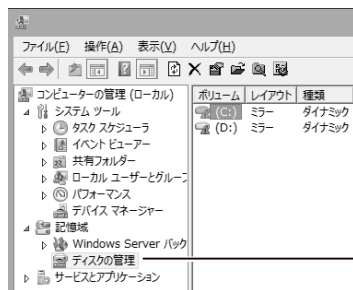 ファイル(F) 操作(A) 表示(V) ヘルプ(H)
コンピューターの管理 (ローカル)
システム ツール
タスク スケジューラ
イベント ビューアー
共有フォルダー
ローカル ユーザーとグルー
パフォーマンス
デバイス マネージャー
記憶域
Windows Server バック
ディスクの管理
サービスとアプリケーション
ボリューム レイアウト 種類
(C:) ミラー ダイナミック
(D:) ミラー ダイナミック